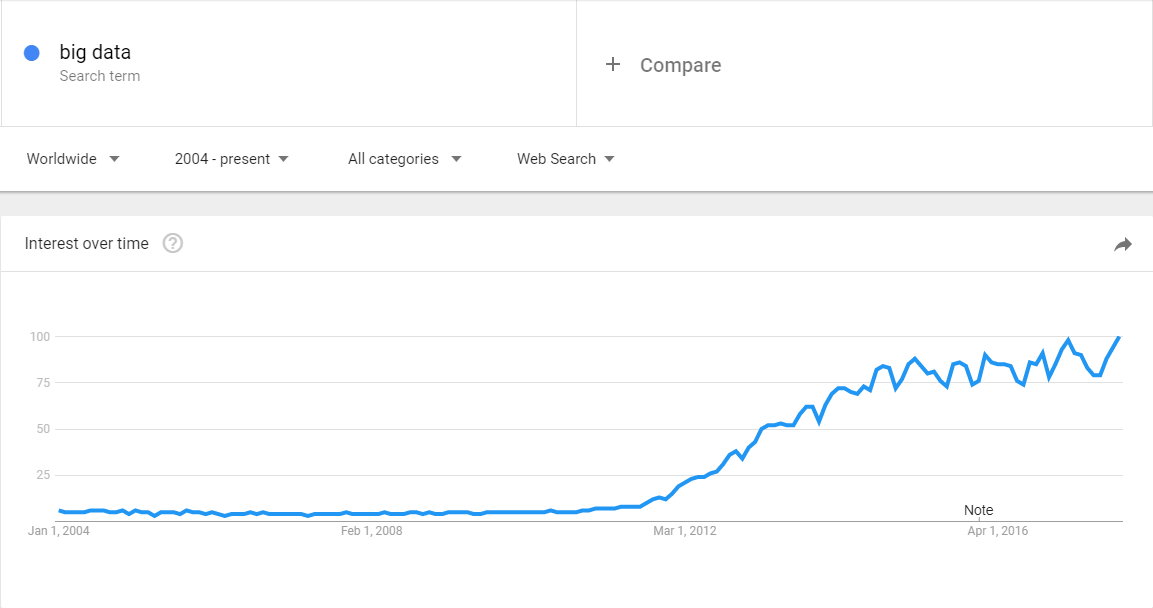 big data
Search term
+ Compare
Worldwide
2004 - present
All categories
Web Search
Interest over time ?
100
75
50
25
Note
Jan 1, 2004
Feb 1, 2008
Mar 1, 2012
Apr 1, 2016